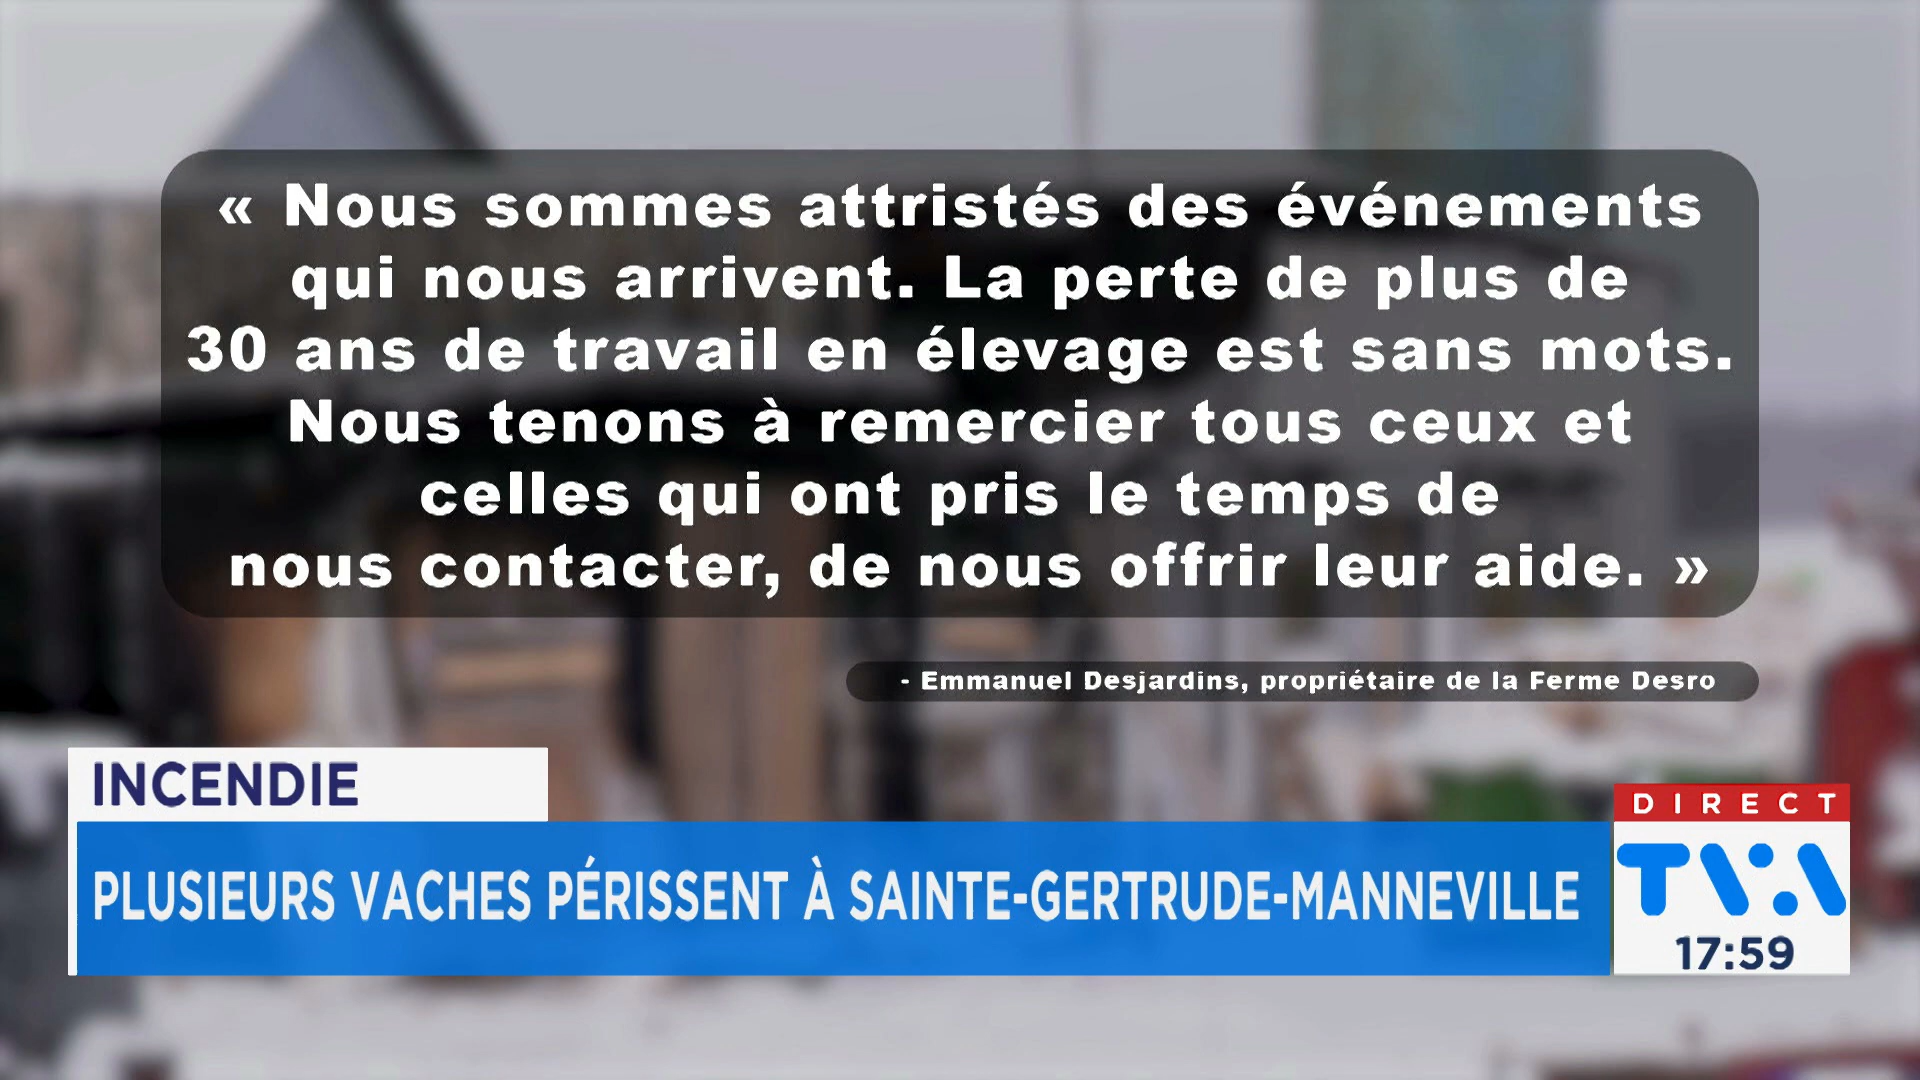 « Nous sommes attristés des événements
qui nous arrivent. La perte de plus de
30 ans de travail en élevage est sans mots.
Nous tenons à remercier tous ceux et
celles qui ont pris le temps de
nous contacter, de nous offrir leur aide. »
- Emmanuel Desjardins, propriétaire de la Ferme Desro
INCENDIE
PLUSIEURS VACHES PÉRISSENT À SAINTE-GERTRUDE-MANNEVILLE
DIRECT
TVA
17:59